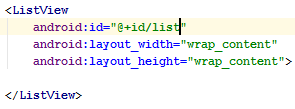 <ListView
android:id="@+id/list"
android:layout_width="wrap_content"
android:layout_height="wrap_content">
</ListView>